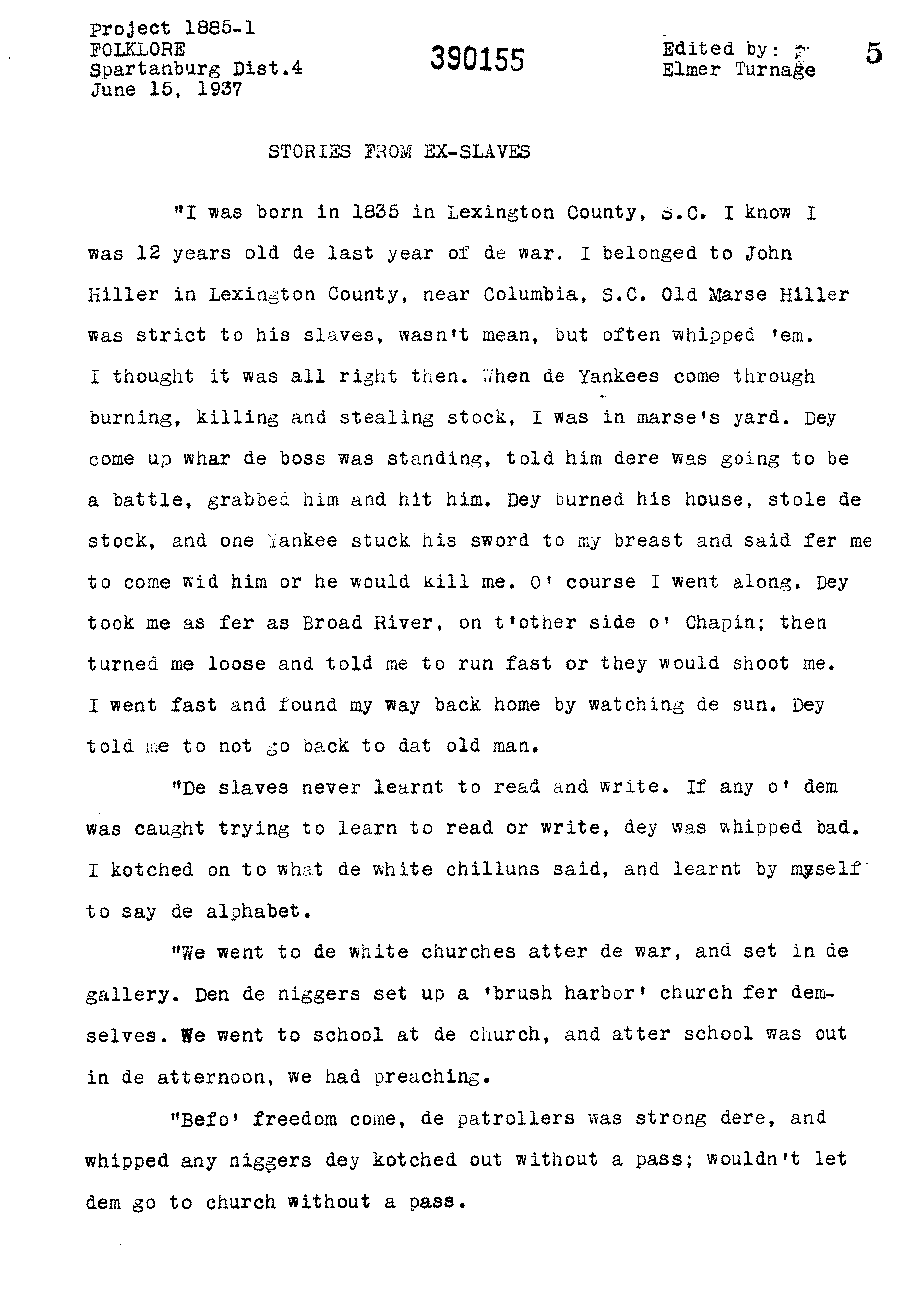 Project 1885-1
FOLKLORE
Spartanburg Dist.4
June 15, 1937
390155
Edited by:
Elmer Turnage
5
STORIES FROM EX-SLAVES
"I was born in 1835 in Lexington County, S.C. I know I
was 12 years old de last year of de war. I belonged to John
Hiller in Lexington County, near Columbia, S.C. Old Marse Hiller
was strict to his slaves, wasn't mean, but often whipped 'em.
I thought it was all right then. When de Yankees come through
burning, killing and stealing stock, I was in marse's yard. Dey
come up whar de boss was standing, told him dere was going to be
a battle, grabbed him and hit him. Dey burned his house, stole de
stock, and one Yankee stuck his sword to my breast and said fer me
to come wid him or he would kill me. O' course I went along. Dey
took me as fer as Broad River, on t'other side o' Chapin; then
turned me loose and told me to run fast or they would shoot me.
I went fast and found my way back home by watching de sun. Dey
told me to not go back to dat old man.
"De slaves never learnt to read and write. If any o' dem
was caught trying to learn to read or write, dey was whipped bad.
I kotched on to what de white chilluns said, and learnt by myself
to say de alphabet.
"We went to de white churches atter de war, and set in de
gallery. Den de niggers set up a 'brush harbor' church fer dem-
selves. We went to school at de church, and atter school was out
in de atternoon, we had preaching.
"Befo' freedom come, de patrollers was strong dere, and
whipped any niggers dey kotched out without a pass; wouldn't let
dem go to church without a pass.